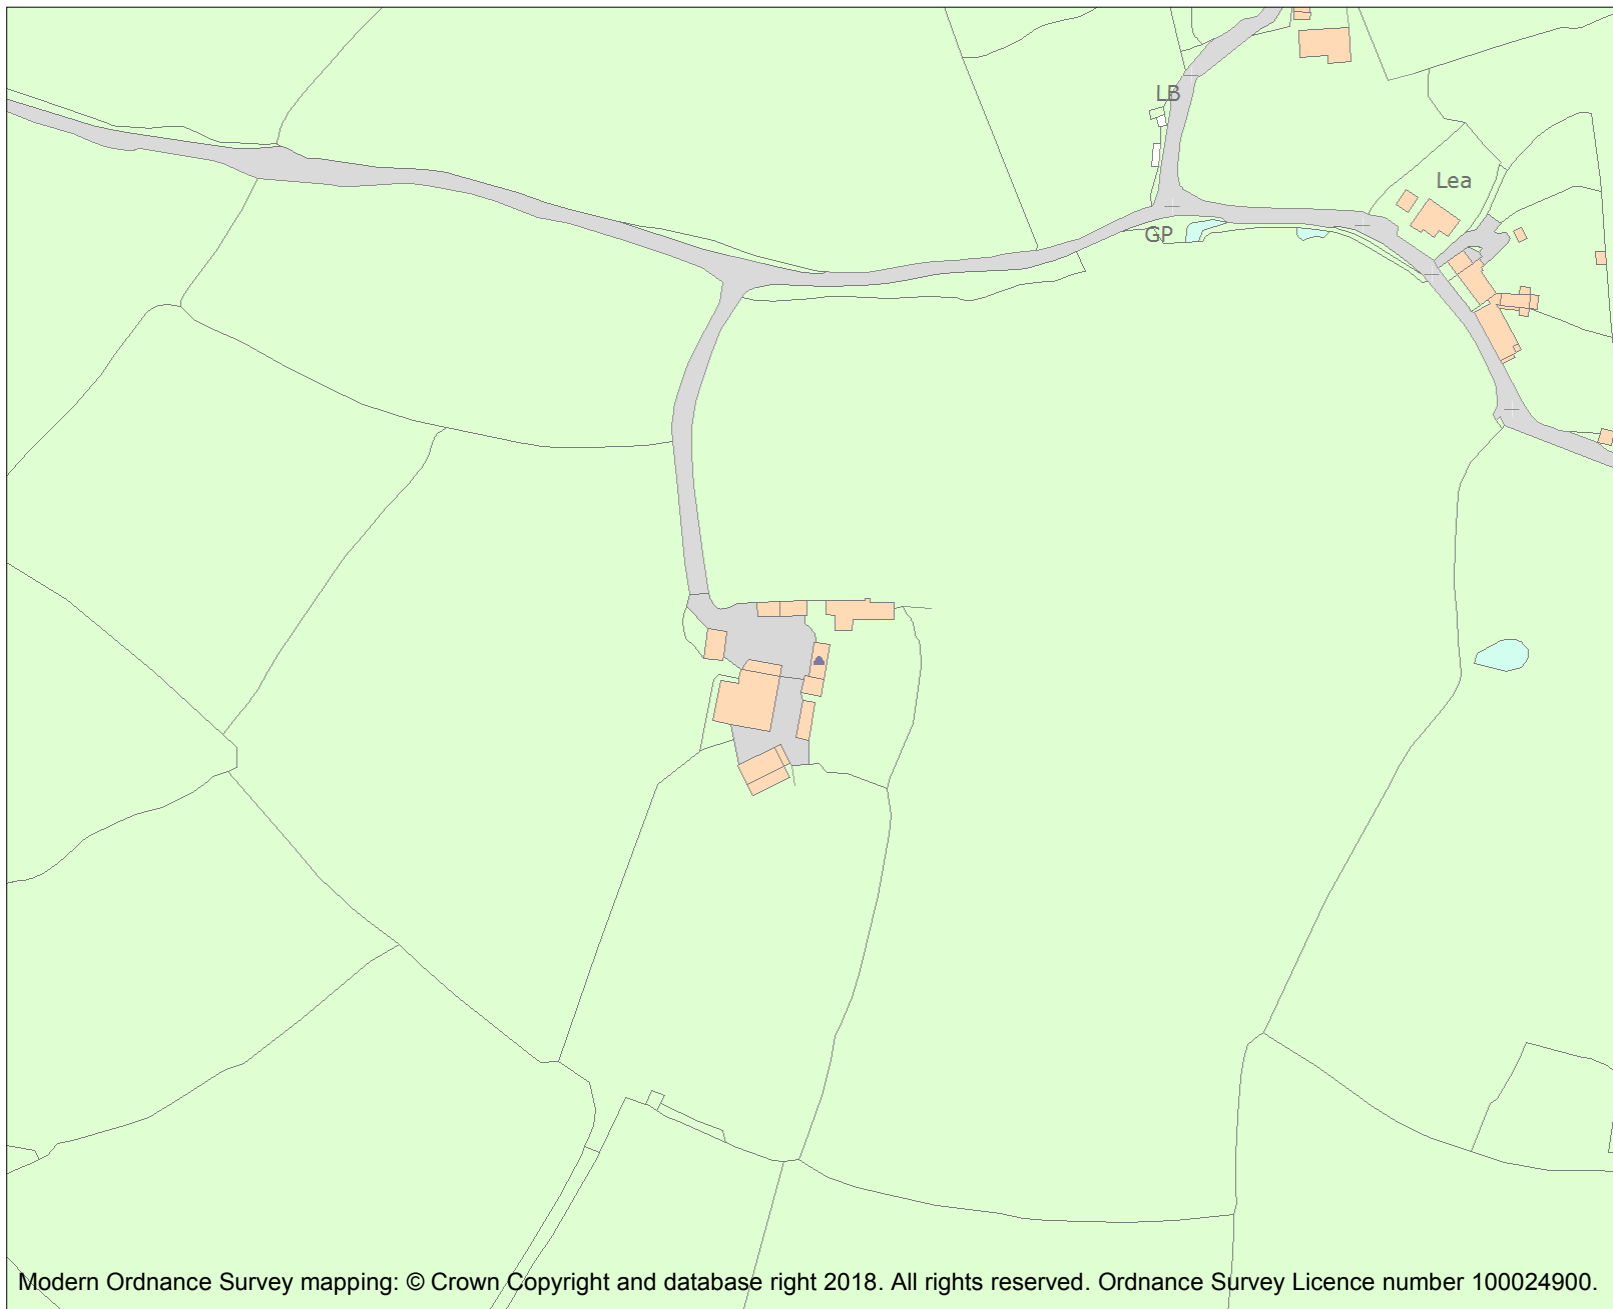 LB
Lea
GP
Modern Ordnance Survey mapping: © Crown Copyright and database right 2018. All rights reserved. Ordnance Survey Licence number 100024900.